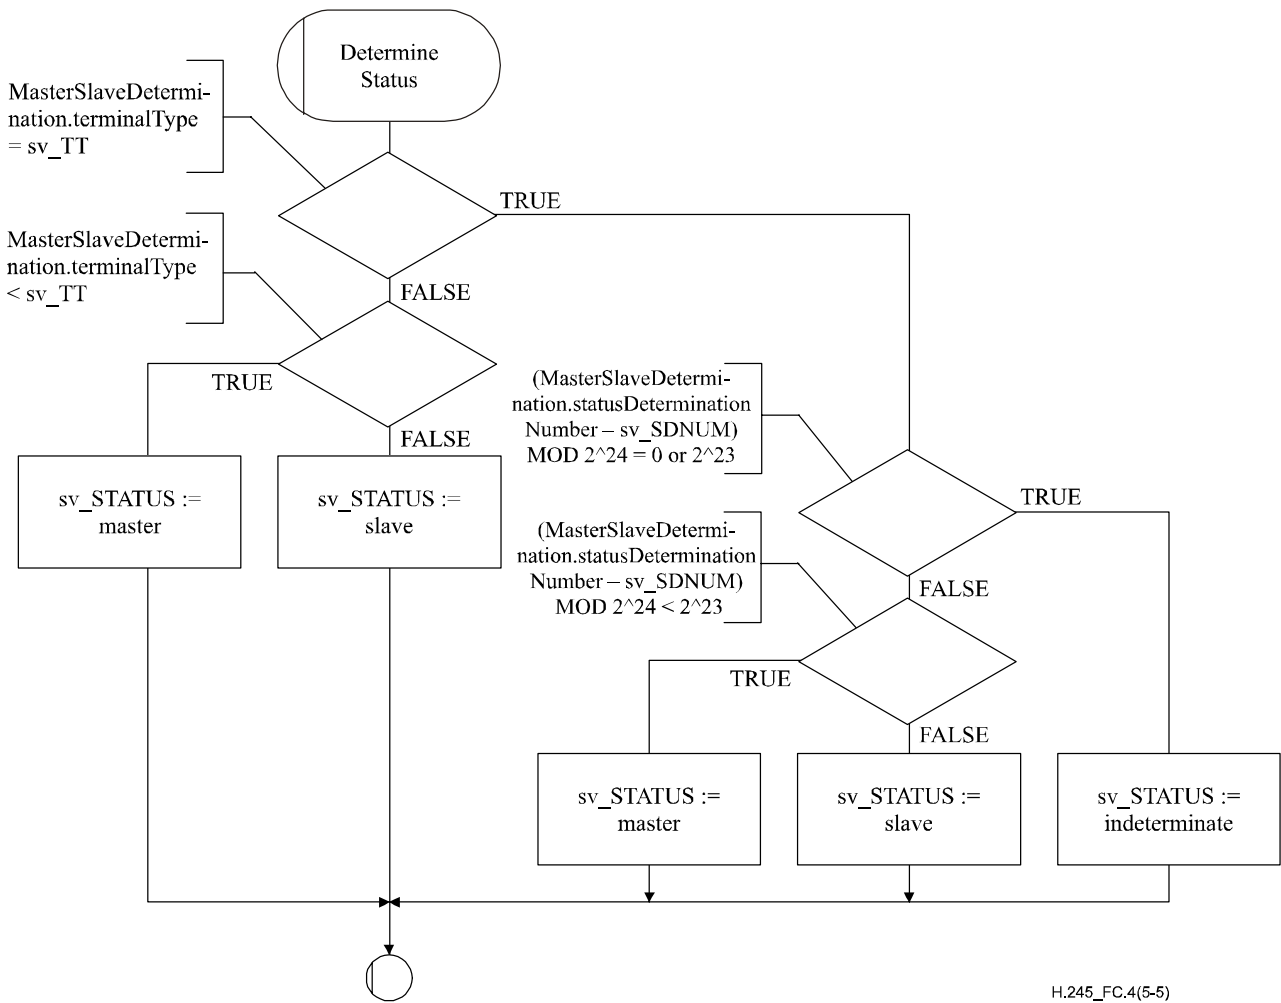 Determine
Status
MasterSlaveDetermi-
nation.terminalType
= sv_TT
TRUE
MasterSlaveDetermi-
nation.terminalType
< sv_TT
FALSE
TRUE
FALSE
(MasterSlaveDetermi-
nation.statusDetermination
Number – sv_SDNUM)
MOD 2^24 = 0 or 2^23
sv_STATUS :=
master
sv_STATUS :=
slave
TRUE
(MasterSlaveDetermi-
nation.statusDetermination
Number – sv_SDNUM)
MOD 2^24 < 2^23
FALSE
TRUE
FALSE
sv_STATUS :=
master
sv_STATUS :=
slave
sv_STATUS :=
indeterminate
H.245_FC.4(5-5)